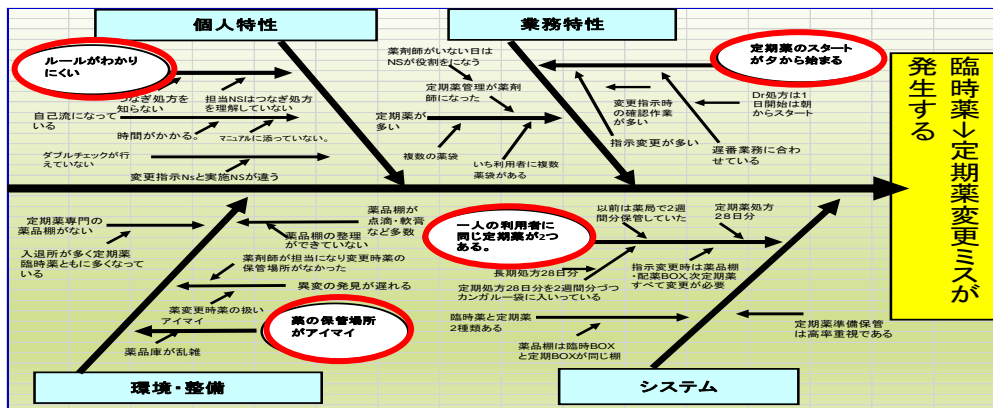 個人特性
業務特性
ルールがわかり
にくい
つなぎ処方を
知らない
担当NSはつなぎ処方
を理解していない
自己流になって
いる
時間がかかる。
マニュアルに添っていない。
ダブルチェックが行
えていない
変更指示Nsと実施NSが違う
薬剤師がいない日は
NSが役割をになう
定期薬管理が薬剤
師になった
定期薬が
多い
複数の薬袋
いち利用者に複数
薬袋がある
定期薬のスタート
が夕から始まる
変更指示時
の確認作業
が多い
指示変更が多い
Dr処方は1
日開始は朝
からスタート
遅番業務に合わ
せている
臨時薬→定期薬変更ミスが
発生する
定期薬専門の
薬品棚がない
入退所が多く定期薬
臨時薬ともに多くなって
いる
薬品棚が
点滴・軟膏
など多数
薬品棚の整理
ができていない
薬剤師が担当になり変更時薬の
保管場所がなかった
異変の発見が遅れる
薬変更時薬の扱い
アイマイ
薬品庫が乱雑
薬の保管場所
がアイマイ
一人の利用者に
同じ定期薬が2つ
ある。
以前は薬局で2週
間分保管していた
定期薬処方
28日分
長期処方28日分
定期処方28日分を2週間分づつ
カンガルー袋に入いっている
指示変更時は薬品棚
・配薬BOX、次定期薬
すべて変更が必要
臨時薬と定期薬
2種類ある
薬品棚は臨時BOX
と定期BOXが同じ棚
定期薬準備保管
は高率重視である
環境・整備
システム